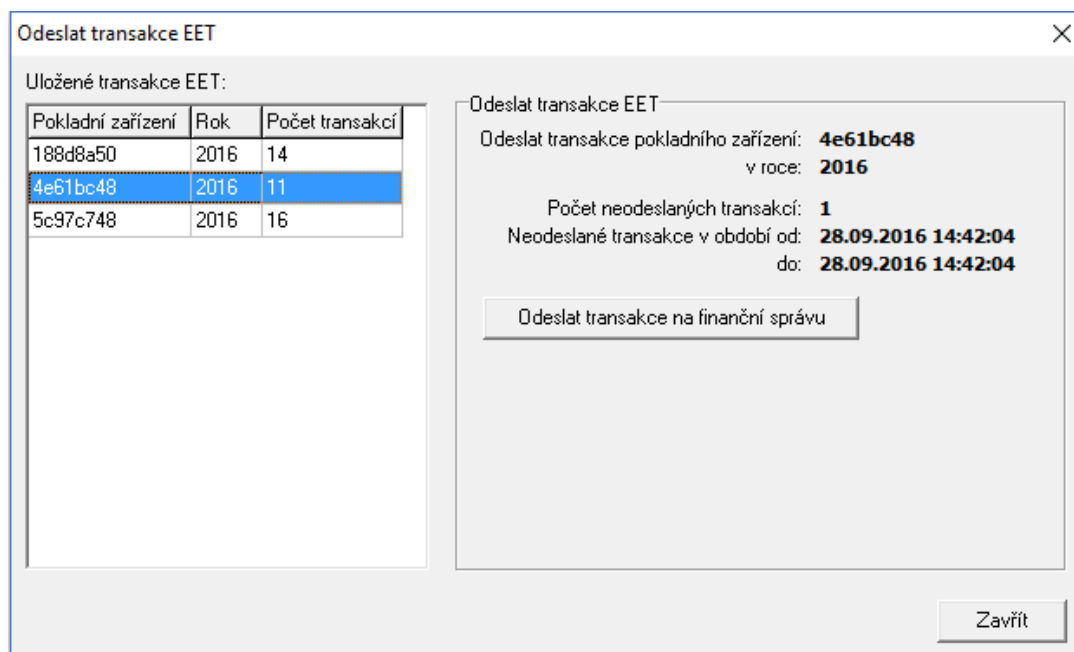 Odeslat transakce EET
Uložené transakce EET:
Pokladní zařízení Rok Počet transakcí
188d8a50 2016 14
4e61bc48 2016 11
5c97c748 2016 16
Odeslat transakce EET
Odeslat transakce pokladního zařízení: 4e61bc48
v roce: 2016
Počet neodeslaných transakcí: 1
Neodeslané transakce v období od: 28.09.2016 14:42:04
do: 28.09.2016 14:42:04
Odeslat transakce na finanční správu
Zavřít